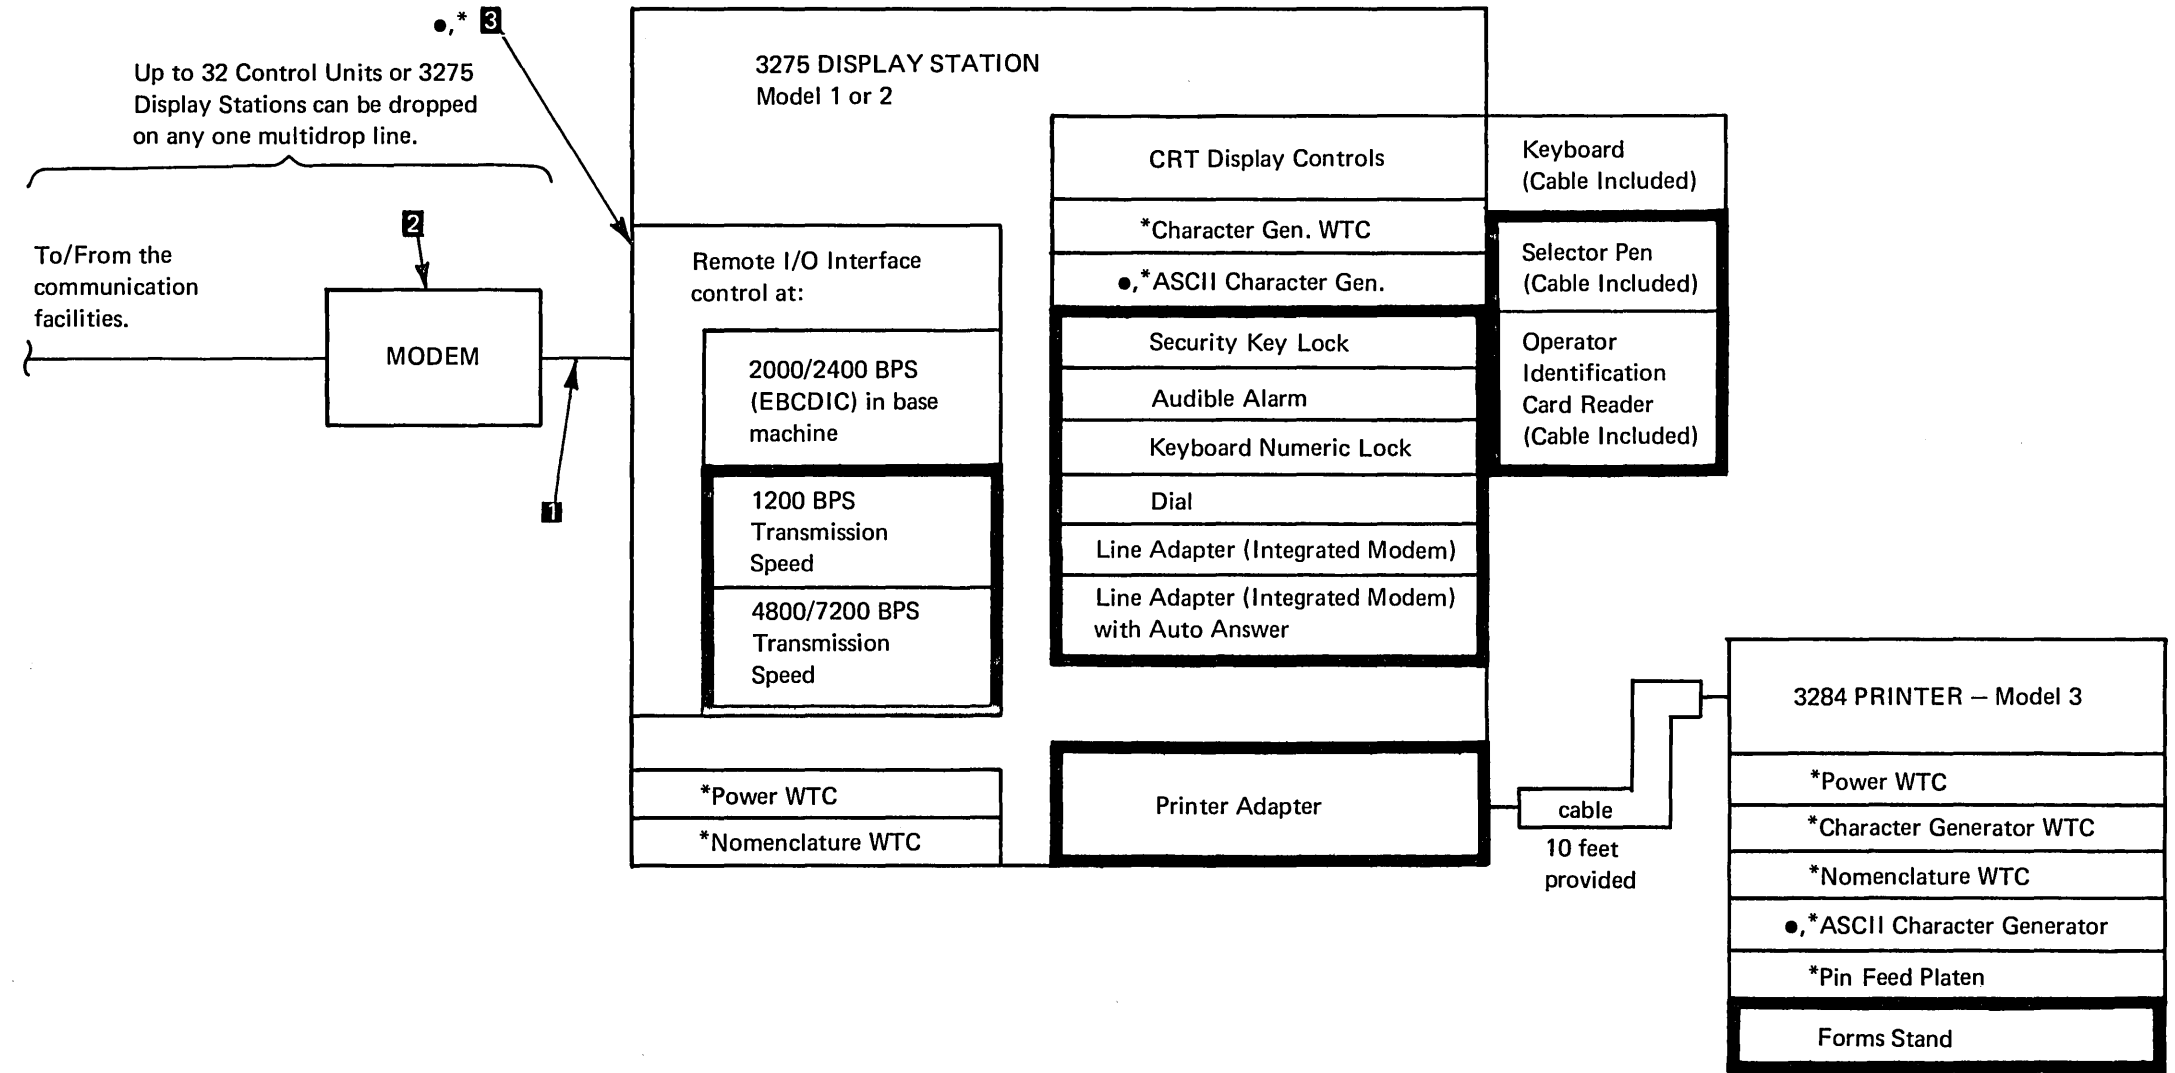 ●,* 3
Up to 32 Control Units or 3275
Display Stations can be dropped
on any one multidrop line.
2
To/From the
communication
facilities.
MODEM
1
3275 DISPLAY STATION
Model 1 or 2
Remote I/O Interface
control at:
2000/2400 BPS
(EBCDIC) in base
machine
1200 BPS
Transmission
Speed
4800/7200 BPS
Transmission
Speed
*Power WTC
*Nomenclature WTC
CRT Display Controls
*Character Gen. WTC
●,*ASCII Character Gen.
Security Key Lock
Audible Alarm
Keyboard Numeric Lock
Dial
Line Adapter (Integrated Modem)
Line Adapter (Integrated Modem)
with Auto Answer
Printer Adapter
Keyboard
(Cable Included)
Selector Pen
(Cable Included)
Operator
Identification
Card Reader
(Cable Included)
cable
10 feet
provided
3284 PRINTER — Model 3
*Power WTC
*Character Generator WTC
*Nomenclature WTC
●,*ASCII Character Generator
*Pin Feed Platen
Forms Stand